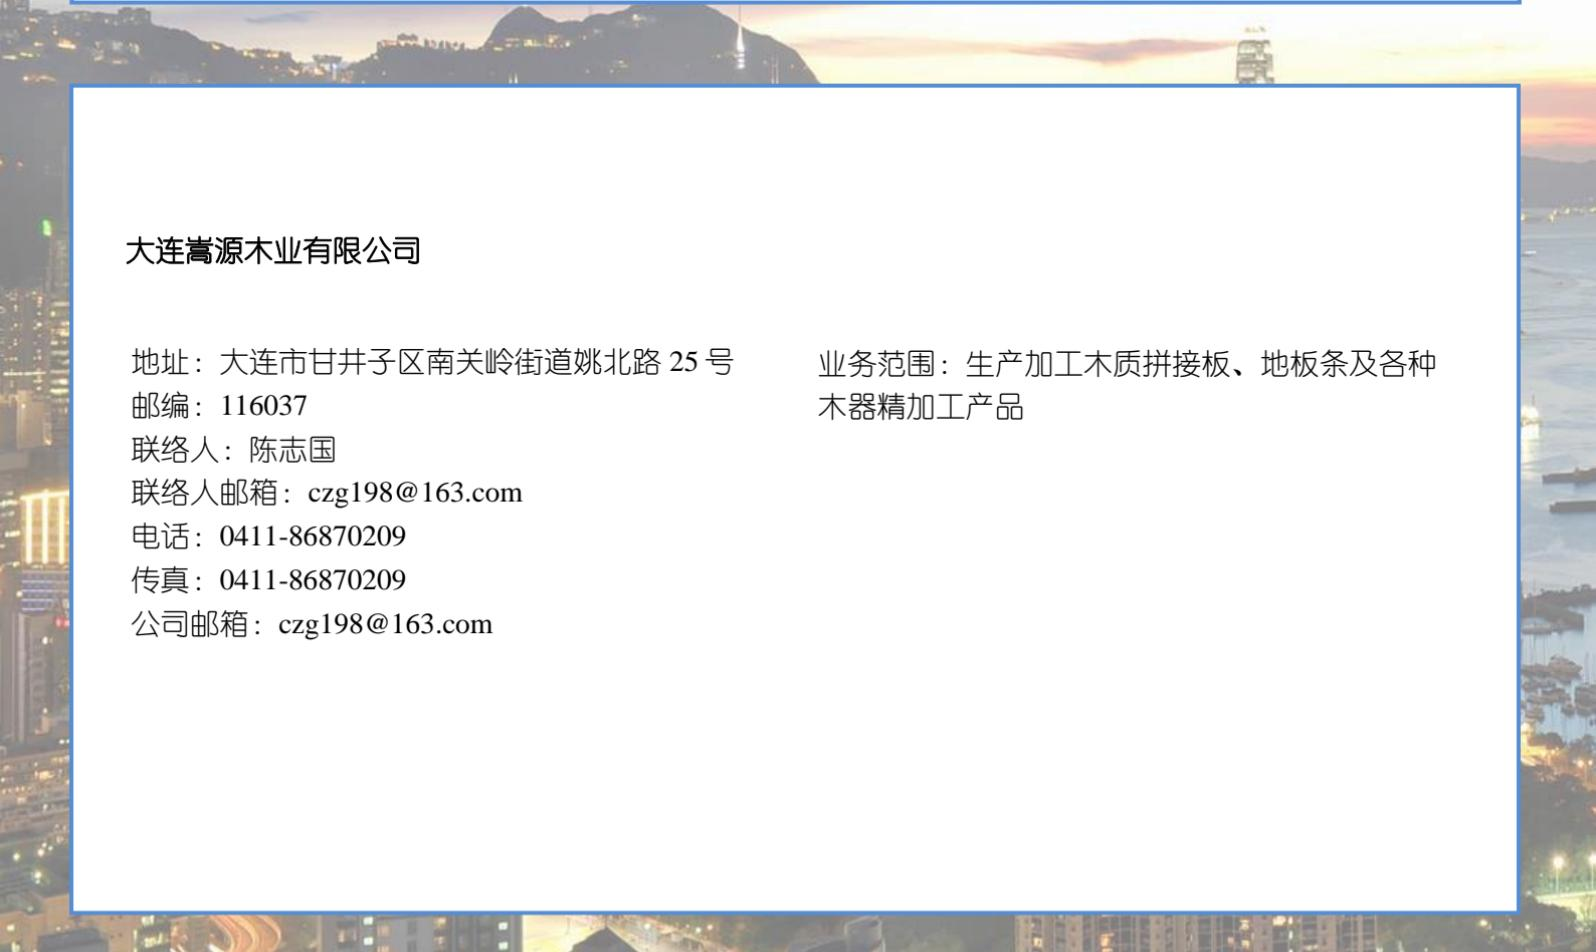 大连嵩源木业有限公司
地址：大连市甘井子区南关岭街道姚北路 25 号
邮编：116037
联络人：陈志国
联络人邮箱：czg198@163.com
电话：0411-86870209
传真：0411-86870209
公司邮箱：czg198@163.com
业务范围：生产加工木质拼接板、地板条及各种
木器精加工产品